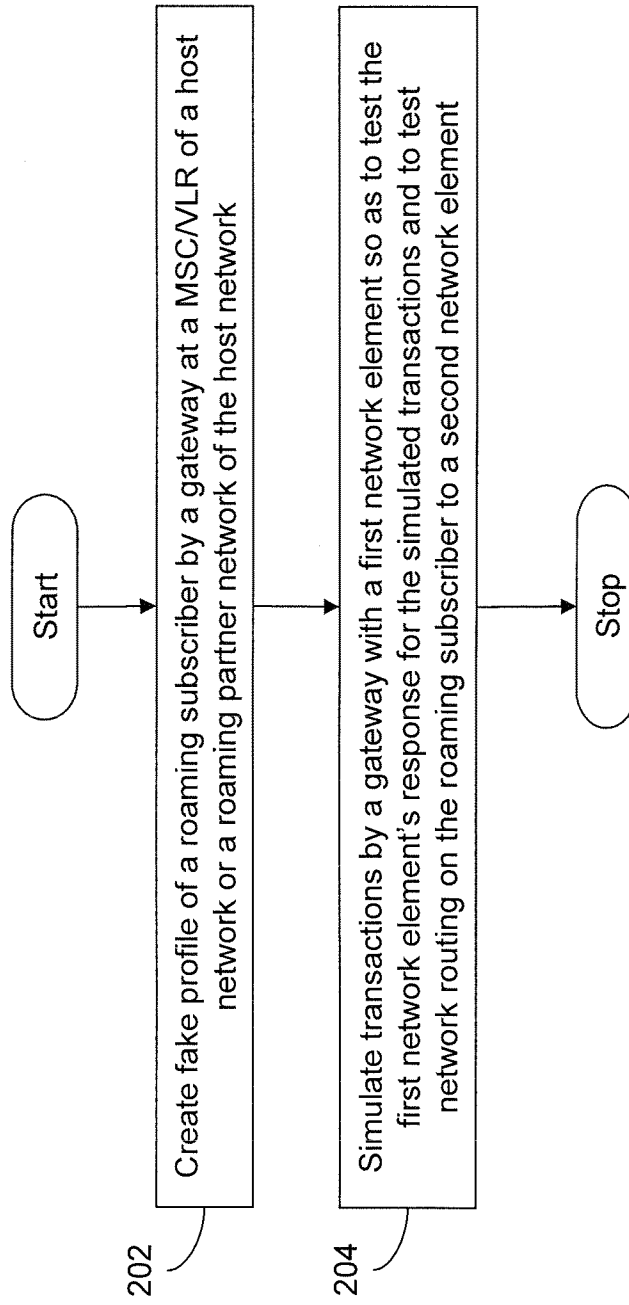 Start
202
Create fake profile of a roaming subscriber by a gateway at a MSC/VLR of a host
network or a roaming partner network of the host network
204
Simulate transactions by a gateway with a first network element so as to test the
first network element's response for the simulated transactions and to test
network routing on the roaming subscriber to a second network element
Stop